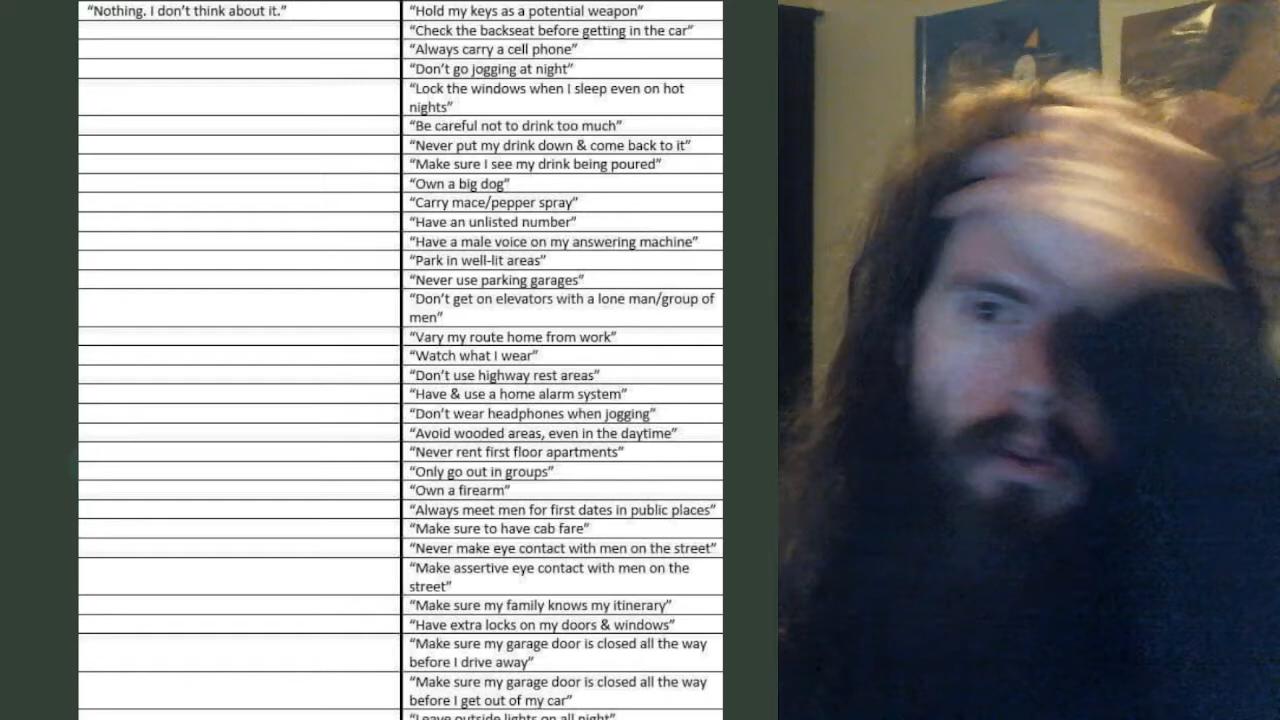 “Nothing. I don’t think about it.”
“Hold my keys as a potential weapon”
“Check the backseat before getting in the car”
“Always carry a cell phone”
“Don’t go jogging at night”
“Lock the windows when I sleep even on hot
nights”
“Be careful not to drink too much”
“Never put my drink down & come back to it”
“Make sure I see my drink being poured”
“Own a big dog”
“Carry mace/pepper spray”
“Have an unlisted number”
“Have a male voice on my answering machine”
“Park in well-lit areas”
“Never use parking garages”
“Don’t get on elevators with a lone man/group of
men”
“Vary my route home from work”
“Watch what I wear”
“Don’t use highway rest areas”
“Have & use a home alarm system”
“Don’t wear headphones when jogging”
“Avoid wooded areas, even in the daytime”
“Never rent first floor apartments”
“Only go out in groups”
“Own a firearm”
“Always meet men for first dates in public places”
“Make sure to have cab fare”
“Never make eye contact with men on the street”
“Make assertive eye contact with men on the
street”
“Make sure my family knows my itinerary”
“Have extra locks on my doors & windows”
“Make sure my garage door is closed all the way
before I drive away”
“Make sure my garage door is closed all the way
before I get out of my car”
“Leave outside lights on all night”